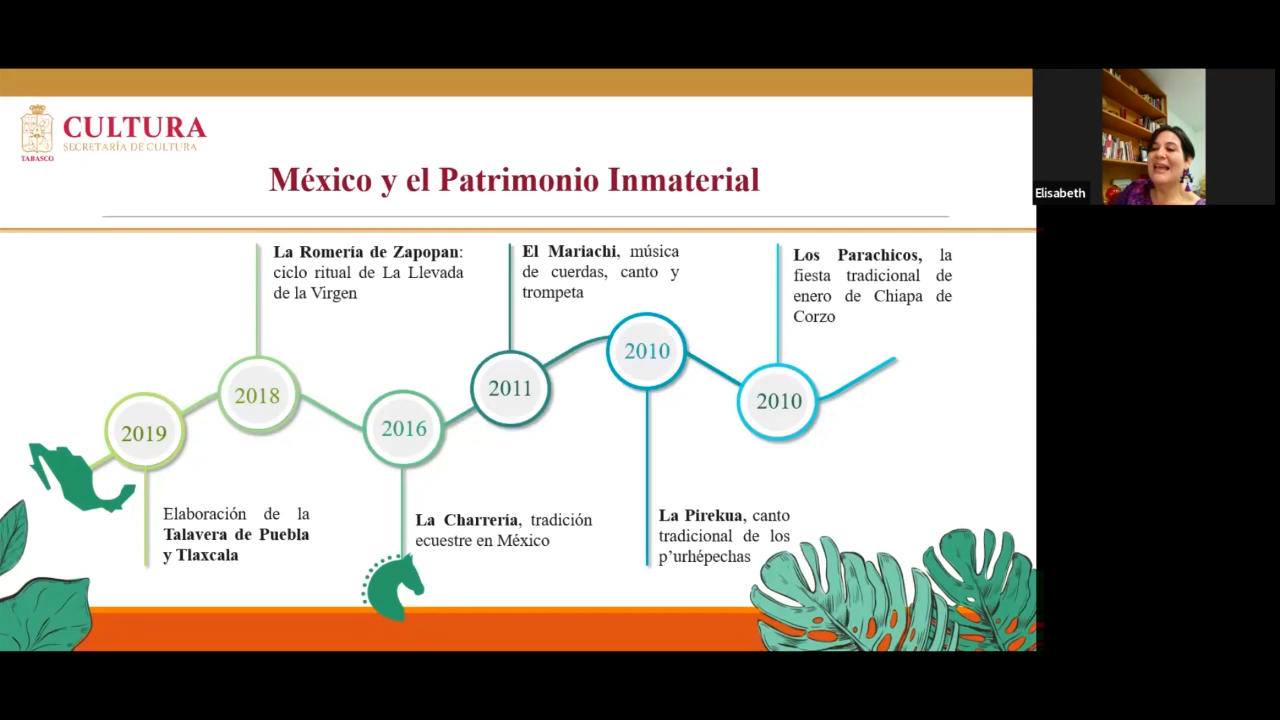 CULTURA
SECRETARÍA DE CULTURA
TABASCO
México y el Patrimonio Inmaterial
Elisabeth
La Romería de Zapopan:
ciclo ritual de La Llevada
de la Virgen
El Mariachi, música
de cuerdas, canto y
trompeta
Los Parachicos, la
fiesta tradicional de
enero de Chiapa de
Corzo
2019
2018
2016
2011
2010
2010
Elaboración de la
Talavera de Puebla
y Tlaxcala
La Charrería, tradición
ecuestre en México
La Pirekua, canto
tradicional de los
p'urhépechas